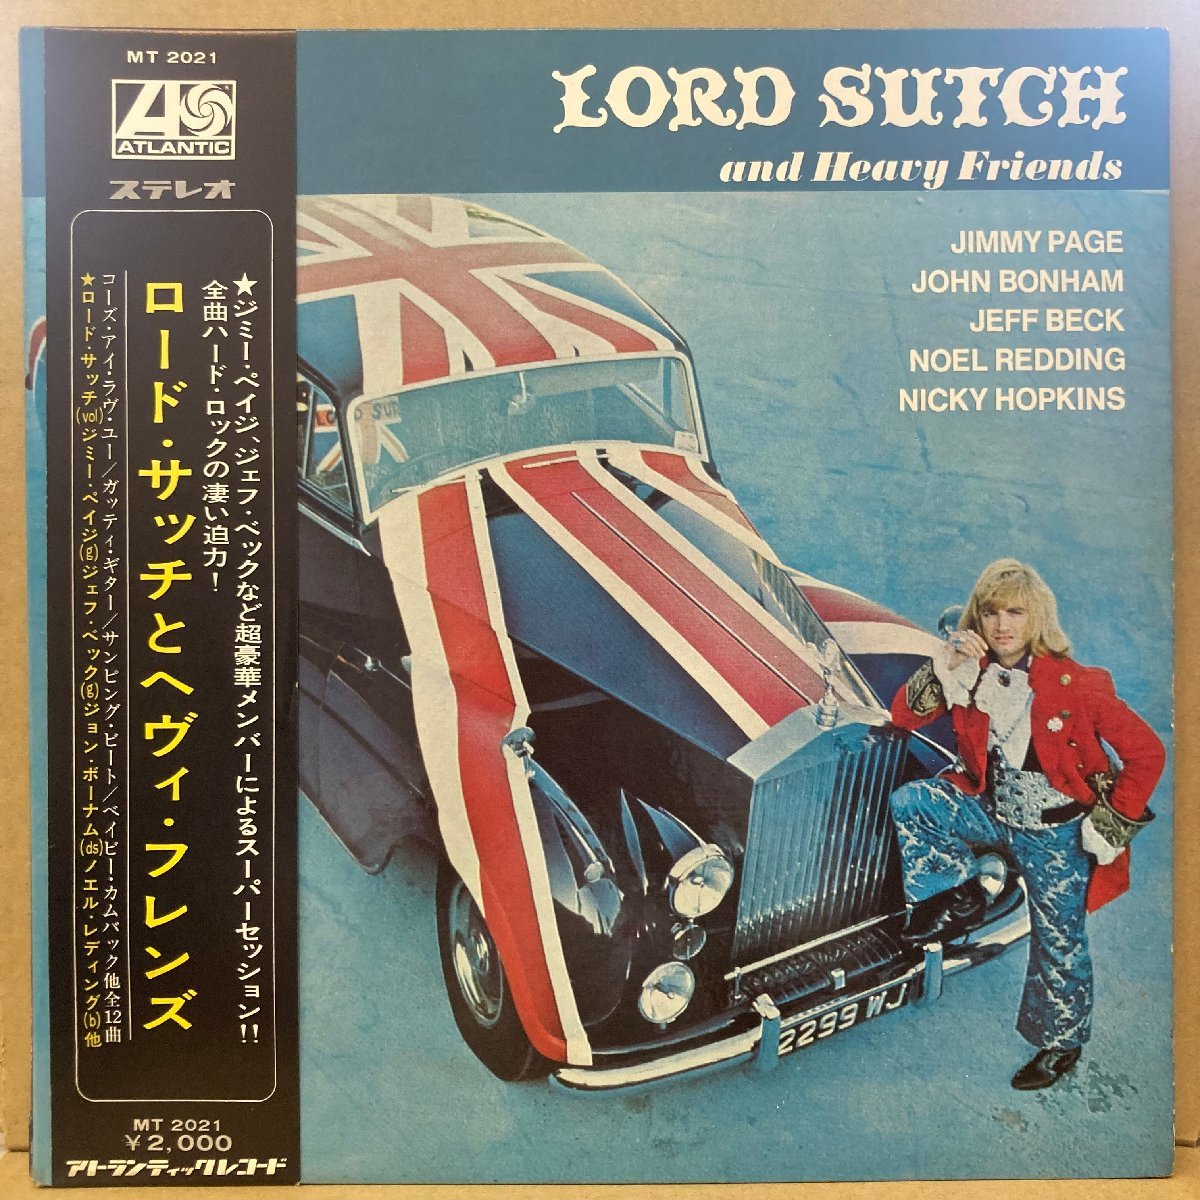 MT 2021
ATLANTIC
ステレオ
★ジミー・ペイジ、ジェフ・ベックなど超豪華メンバーによるスーパーセッション!!
全曲ハード・ロックの凄い迫力！
ロード・サッチとヘヴィ・フレンズ
コーズ・アイ・ラヴ・ユー／ガッティ・ギター／サンピング・ビート／ベイビー・カムバック他全12曲
★ロード・サッチ(vol)ジミー・ペイジ(g)ジェフ・ベック(g)ジョン・ボーナム(ds)ノエル・レディング(b)他
MT 2021
¥2,000
アトランティックレコード
LORD SUTCH
and Heavy Friends
JIMMY PAGE
JOHN BONHAM
JEFF BECK
NOEL REDDING
NICKY HOPKINS
2299 WJ